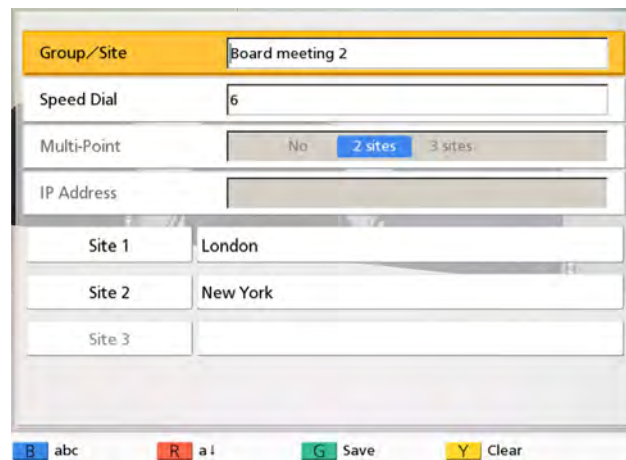 Group／Site Board meeting 2
Speed Dial 6
Multi-Point No 2 sites 3 sites
IP Address
Site 1 London
Site 2 New York
Site 3
B abc R a↓ G Save Y Clear